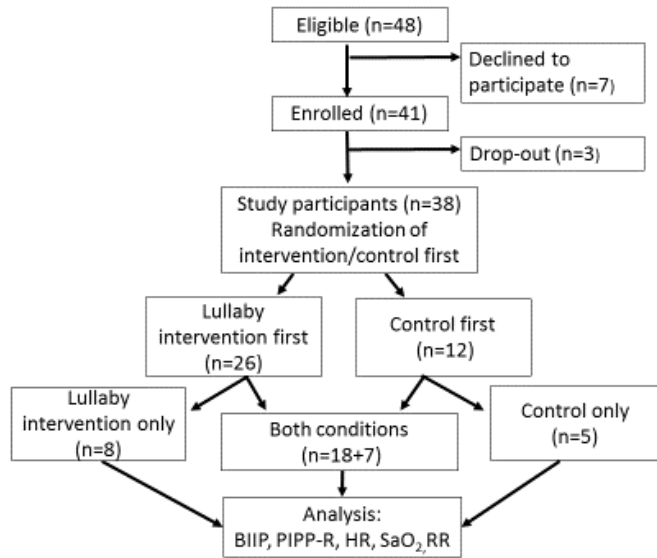 Eligible (n=48)
Declined to
participate (n=7)
Enrolled (n=41)
Drop-out (n=3)
Study participants (n=38)
Randomization of
intervention/control first
Lullaby
intervention first
(n=26)
Control first
(n=12)
Lullaby
intervention only
(n=8)
Both conditions
(n=18+7)
Control only
(n=5)
Analysis:
BIIP, PIPP-R, HR, SaO₂,RR